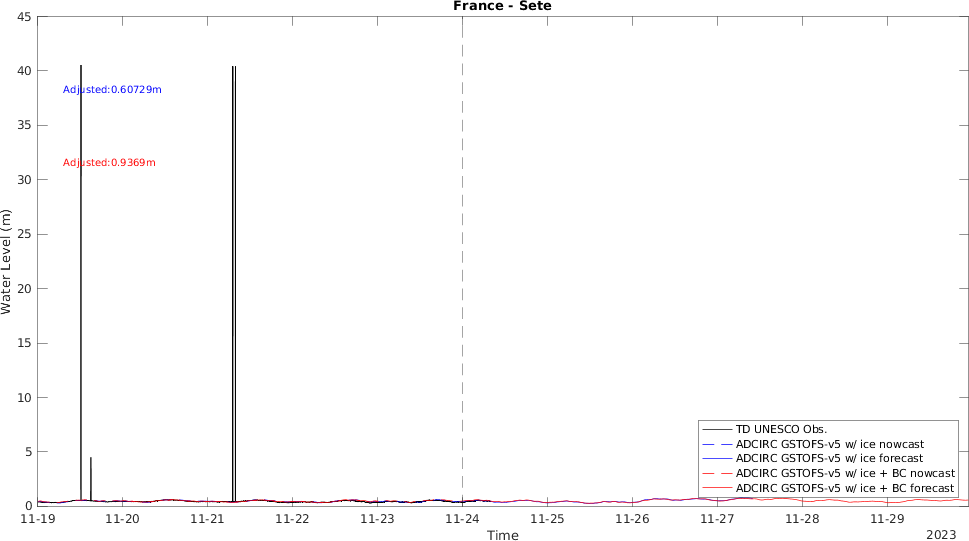 France - Sete
Water Level (m)
45
40
35
30
25
20
15
10
5
0
Adjusted:0.60729m
Adjusted:0.9369m
TD UNESCO Obs.
ADCIRC GSTOFS-v5 w/ ice nowcast
ADCIRC GSTOFS-v5 w/ ice forecast
ADCIRC GSTOFS-v5 w/ ice + BC nowcast
ADCIRC GSTOFS-v5 w/ ice + BC forecast
11-19 11-20 11-21 11-22 11-23 11-24 11-25 11-26 11-27 11-28 11-29
Time
2023